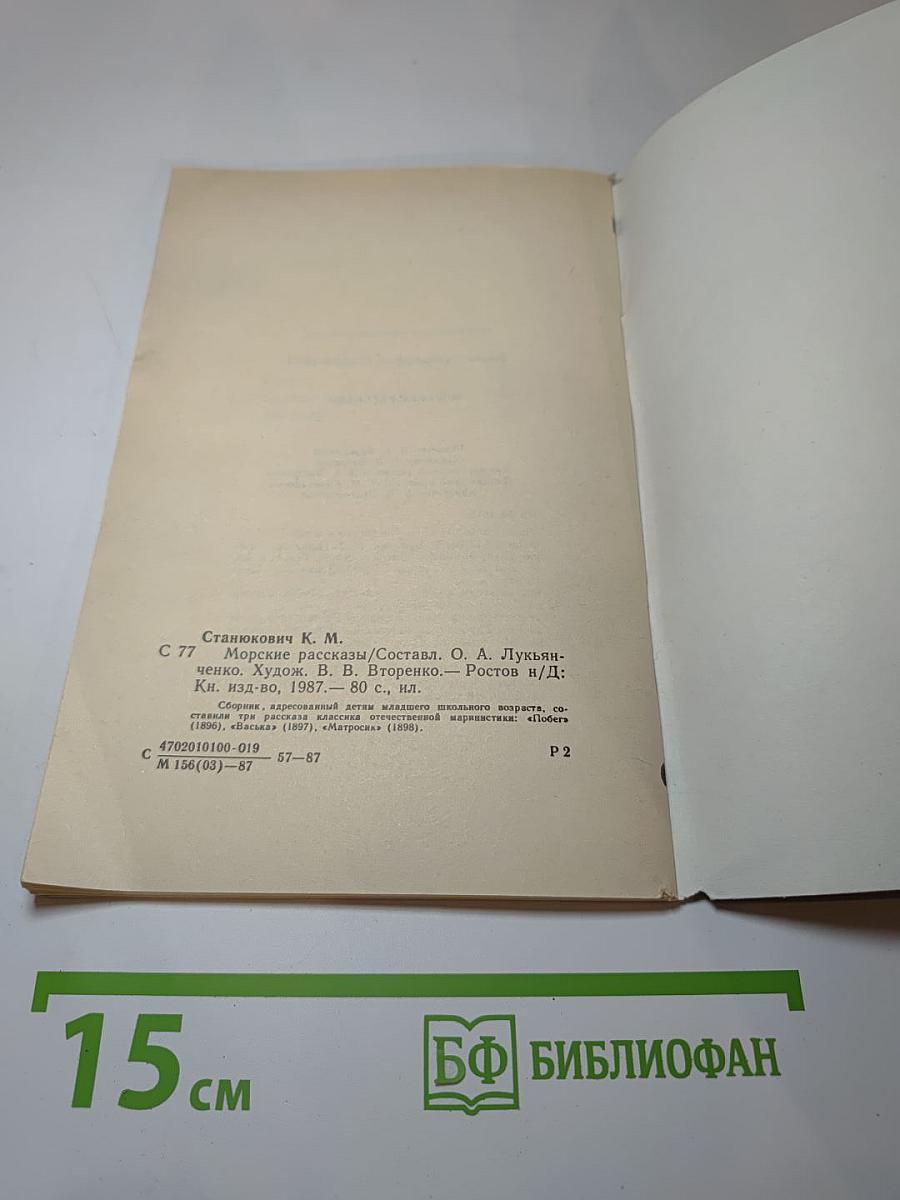 Станюкович К. М.
С 77 Морские рассказы/Составл. О. А. Лукьян-
ченко. Худож. В. В. Вторенко.— Ростов н/Д:
Кн. изд-во, 1987.— 80 с., ил.
Сборник, адресованный детям младшего школьного возраста, со-
ставили три рассказа классика отечественной маринистики: «Побег»
(1896), «Васька» (1897), «Матросик» (1898).
С 4702010100-019
М 156(03)—87 57—87 Р 2
15 см
БФ БИБЛИОФАН